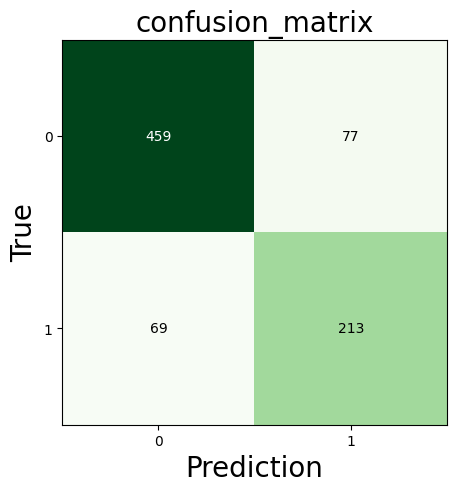 confusion_matrix
0
459
77
True
1
69
213
0
1
Prediction